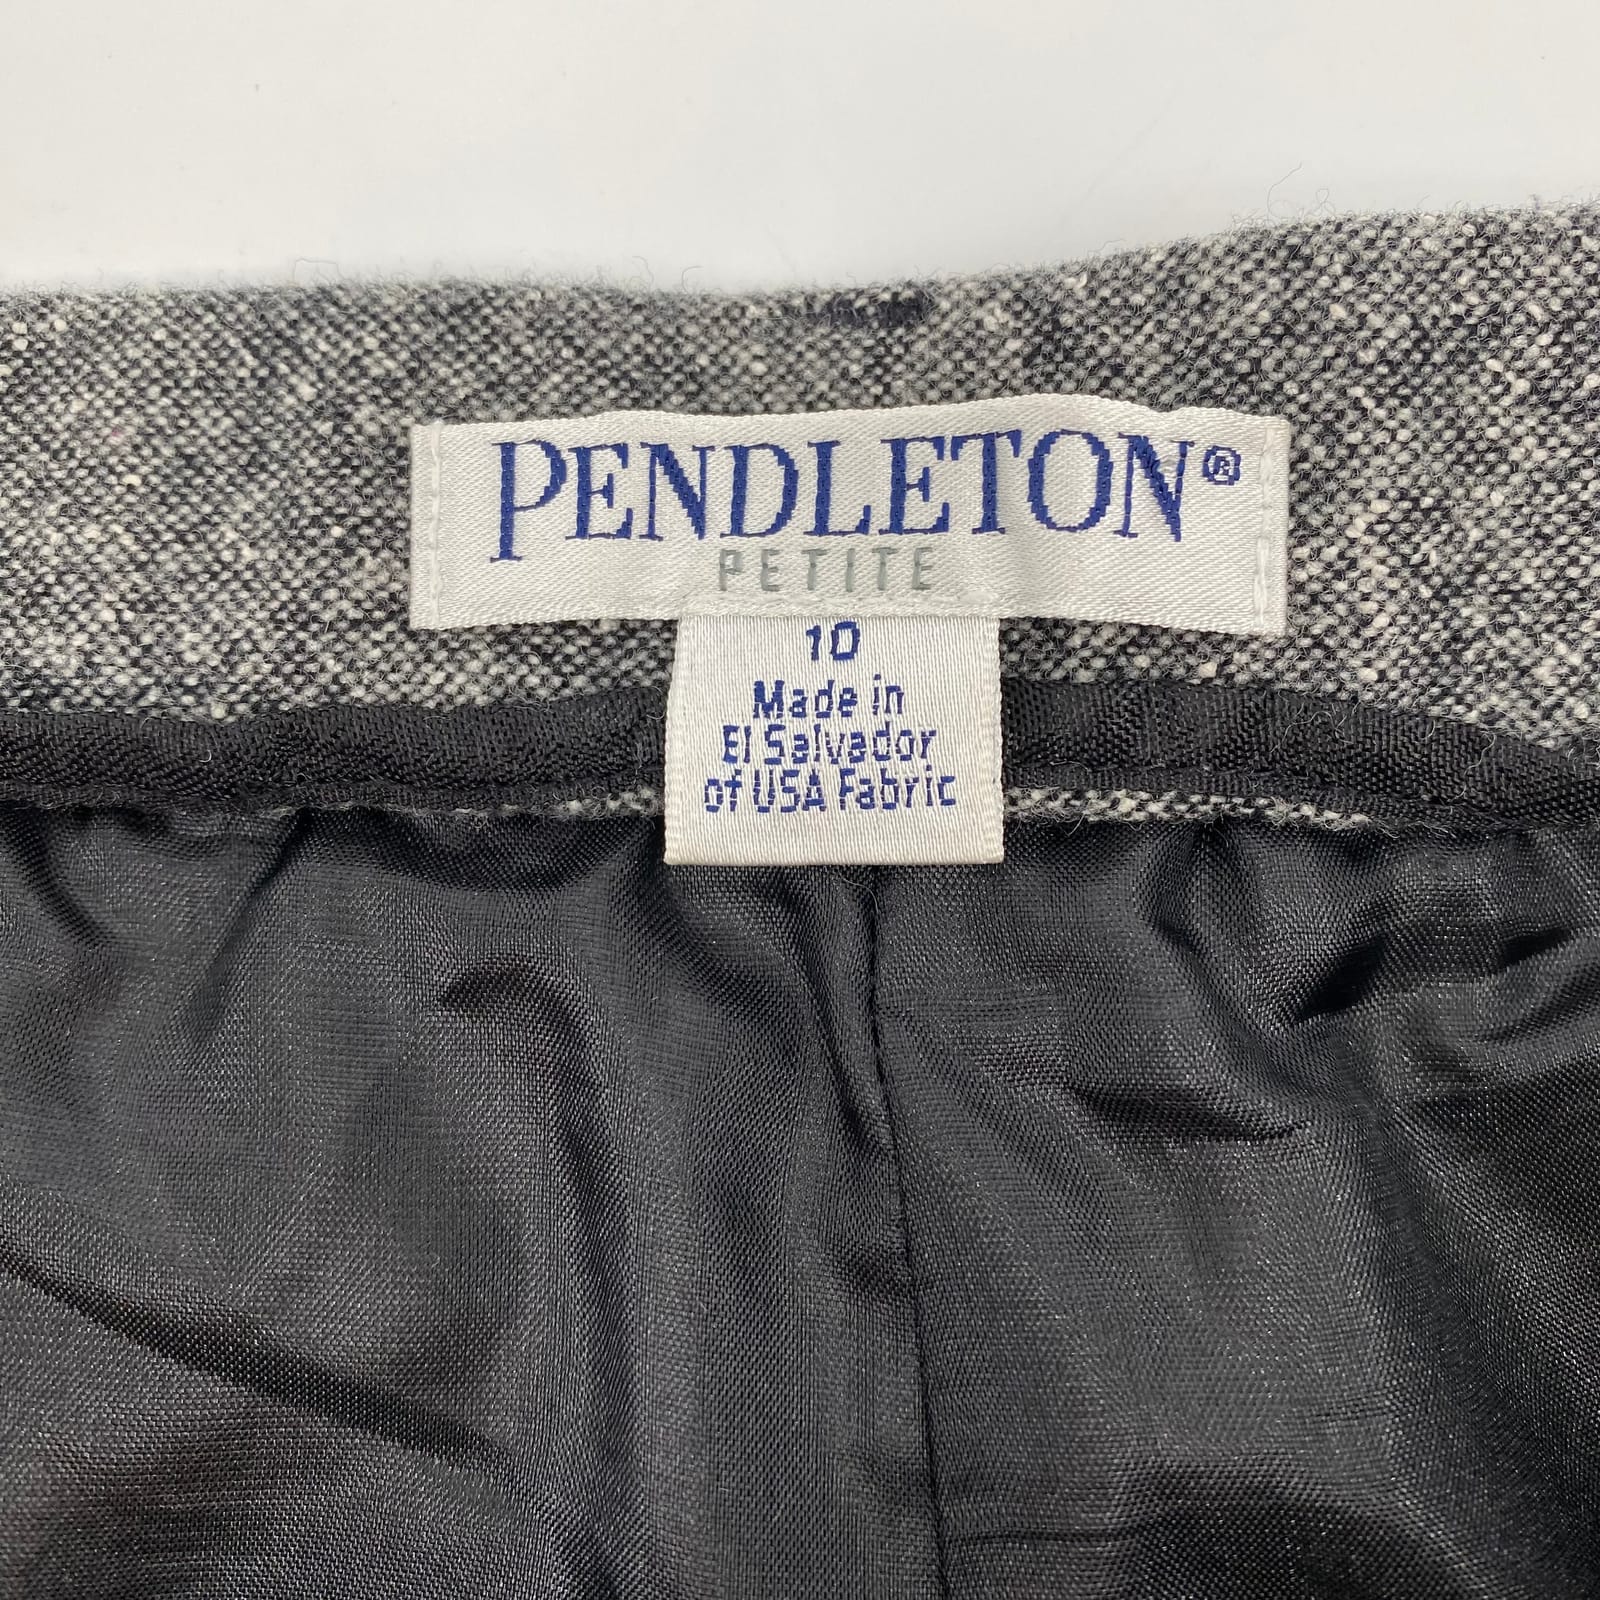 PENDLETON®
PETITE
10
Made in
El Salvador
of USA Fabric